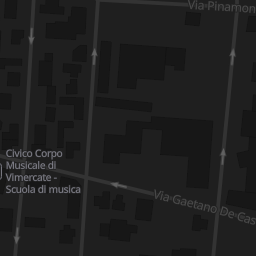 Via Pinamon
Civico Corpo
Musicale di
Vimercate -
Scuola di musica
Via Gaetano De Cas